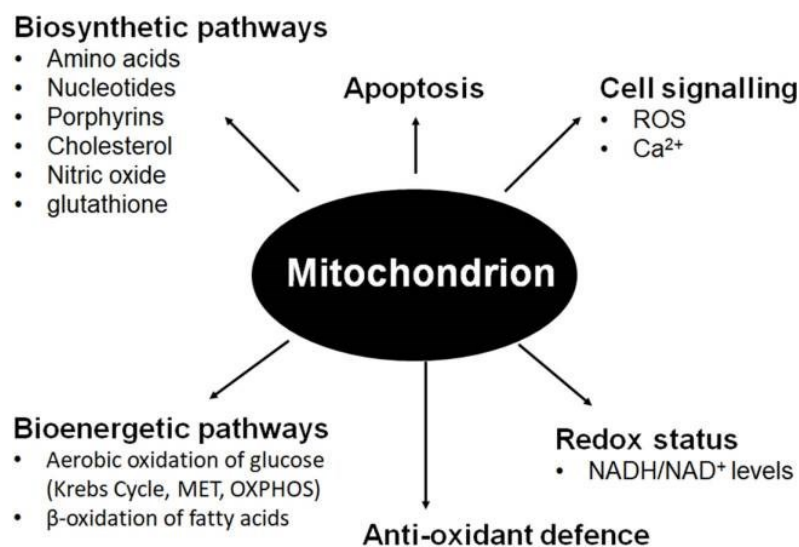 Biosynthetic pathways
• Amino acids
• Nucleotides
• Porphyrins
• Cholesterol
• Nitric oxide
• glutathione
Apoptosis
Cell signalling
• ROS
• Ca²⁺
Mitochondrion
Bioenergetic pathways
• Aerobic oxidation of glucose
(Krebs Cycle, MET, OXPHOS)
• β-oxidation of fatty acids
Anti-oxidant defence
Redox status
• NADH/NAD⁺ levels